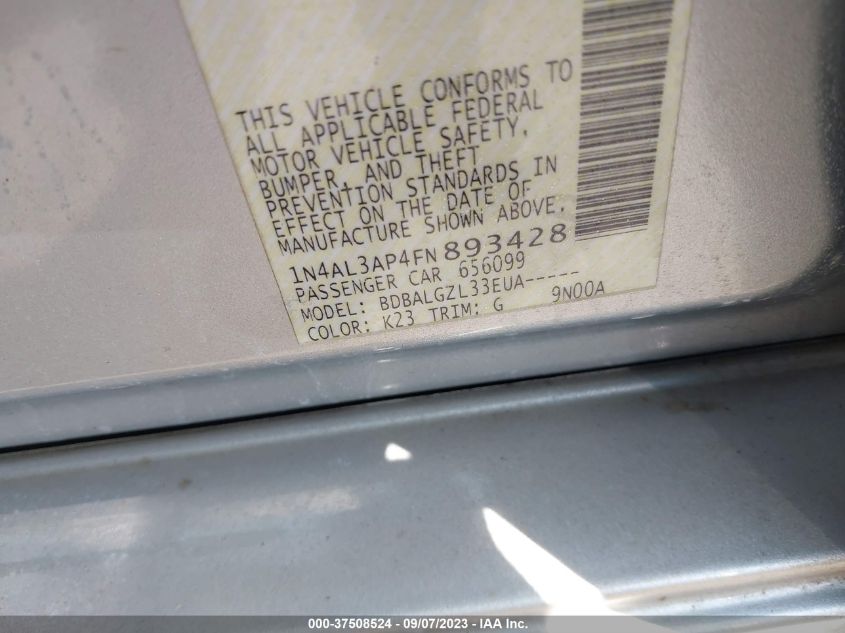 THIS VEHICLE CONFORMS TO
ALL APPLICABLE FEDERAL
MOTOR VEHICLE SAFETY,
BUMPER, AND THEFT
PREVENTION STANDARDS IN
EFFECT ON THE DATE OF
MANUFACTURE SHOWN ABOVE.
1N4AL3AP4FN893428
PASSENGER CAR 656099
MODEL: BDBALGZL33EUA-----
COLOR: K23 TRIM: G 9N00A
000-37508524 - 09/07/2023 - IAA Inc.